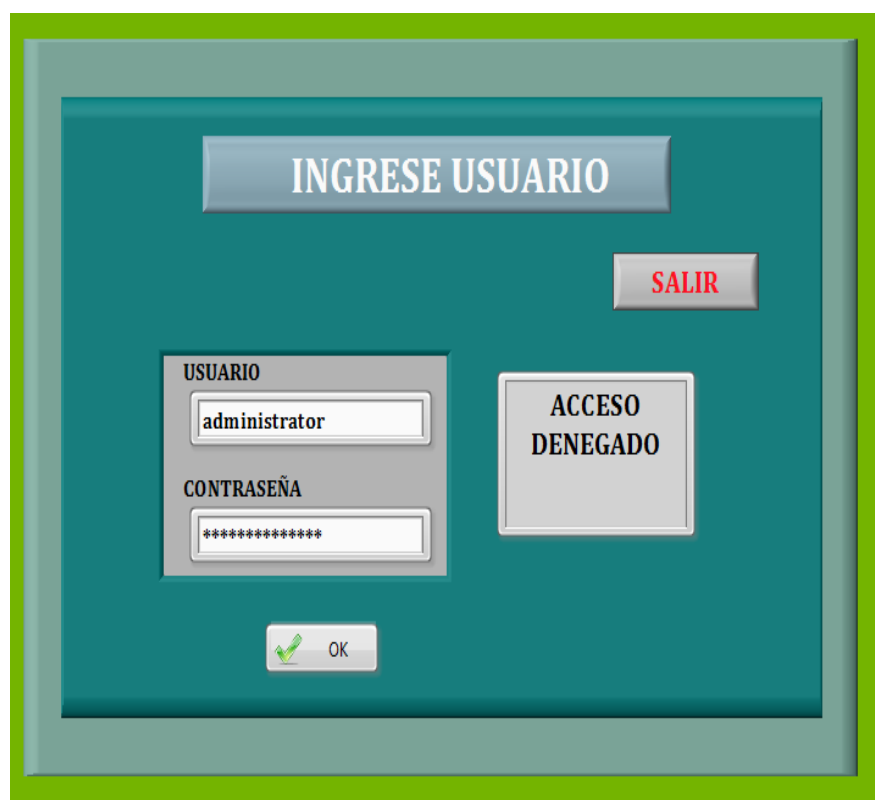 INGRESE USUARIO
SALIR
USUARIO
administrator
CONTRASEÑA
**************
ACCESO
DENEGADO
OK